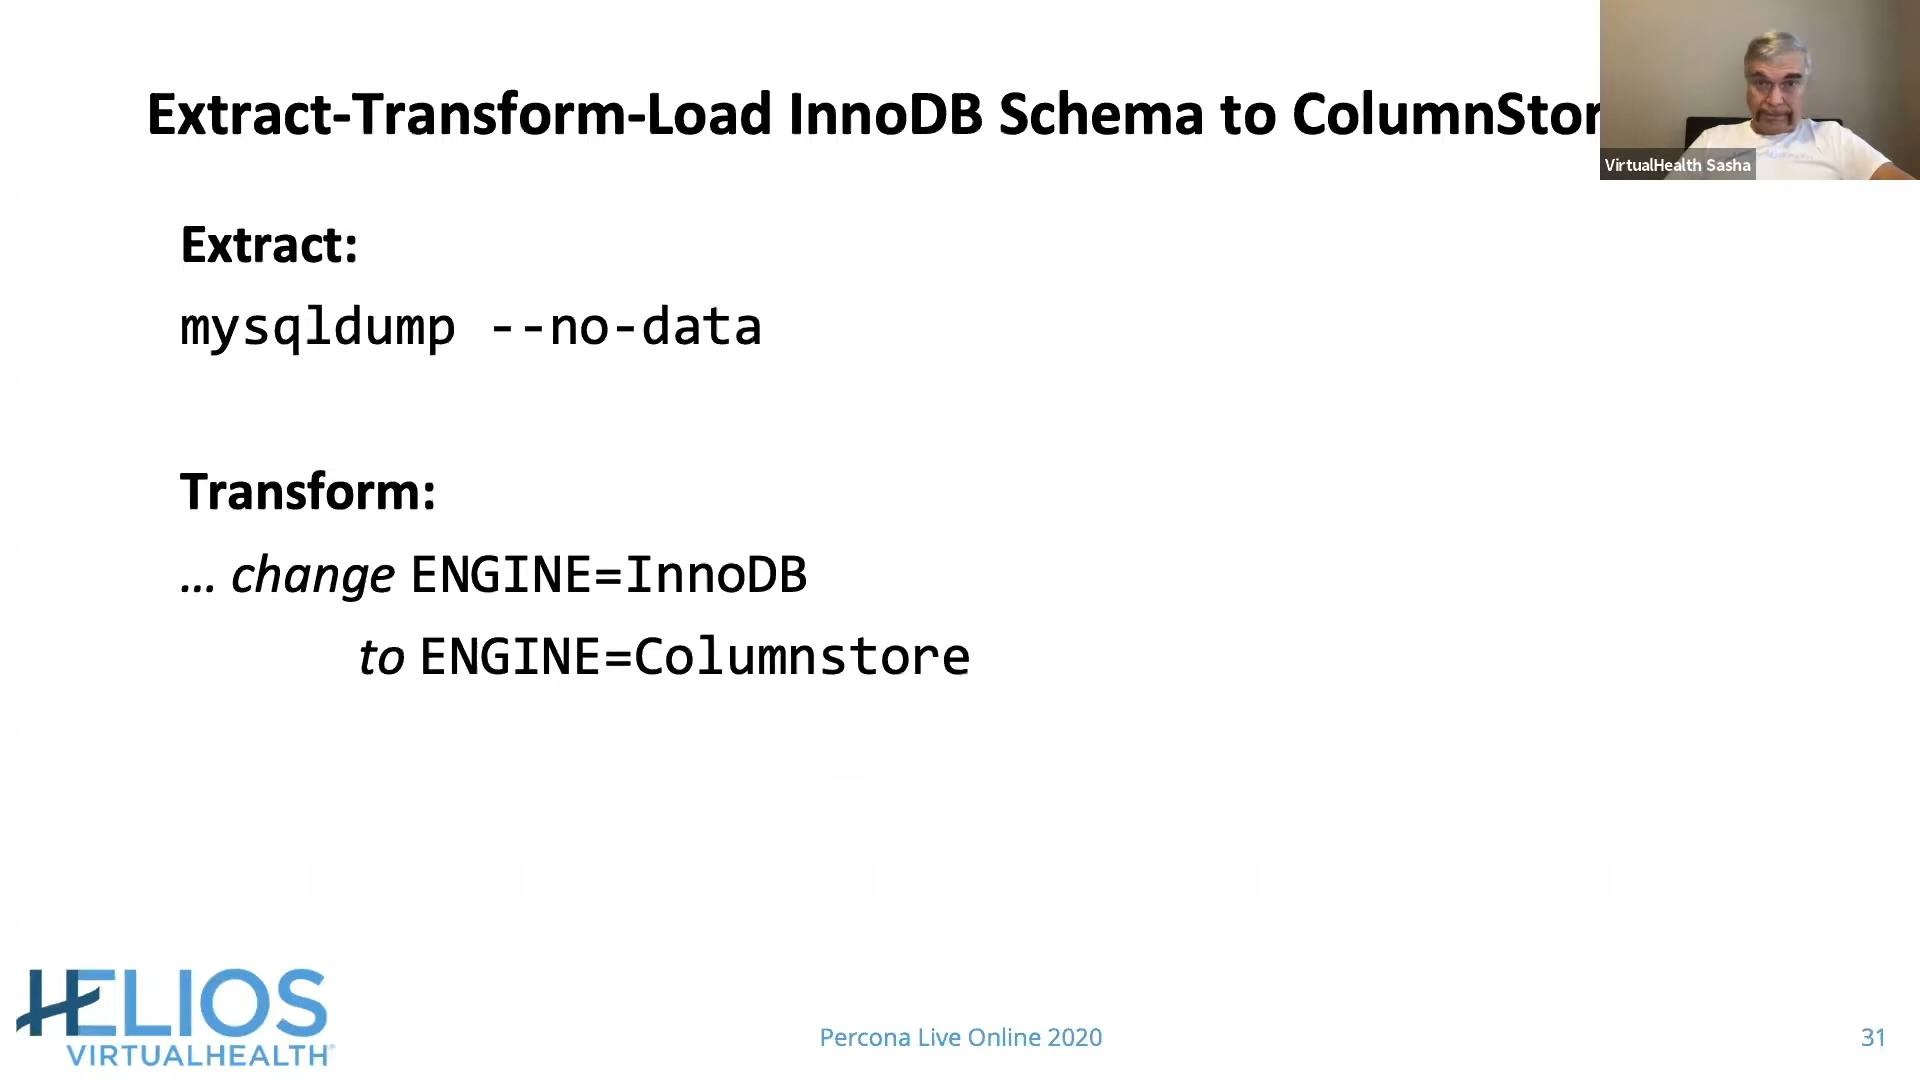 Extract-Transform-Load InnoDB Schema to ColumnStor
VirtualHealth Sasha
Extract:
mysqldump --no-data
Transform:
... change ENGINE=InnoDB
to ENGINE=Columnstore
HELIOS
VIRTUALHEALTH
Percona Live Online 2020
31